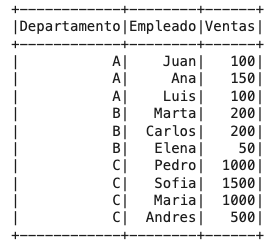 +------------+--------+------+
|Departamento|Empleado|Ventas|
+------------+--------+------+
|           A|    Juan|   100|
|           A|     Ana|   150|
|           A|    Luis|   100|
|           B|   Marta|   200|
|           B|  Carlos|   200|
|           B|   Elena|    50|
|           C|   Pedro|  1000|
|           C|   Sofia|  1500|
|           C|   Maria|  1000|
|           C|  Andres|   500|
+------------+--------+------+